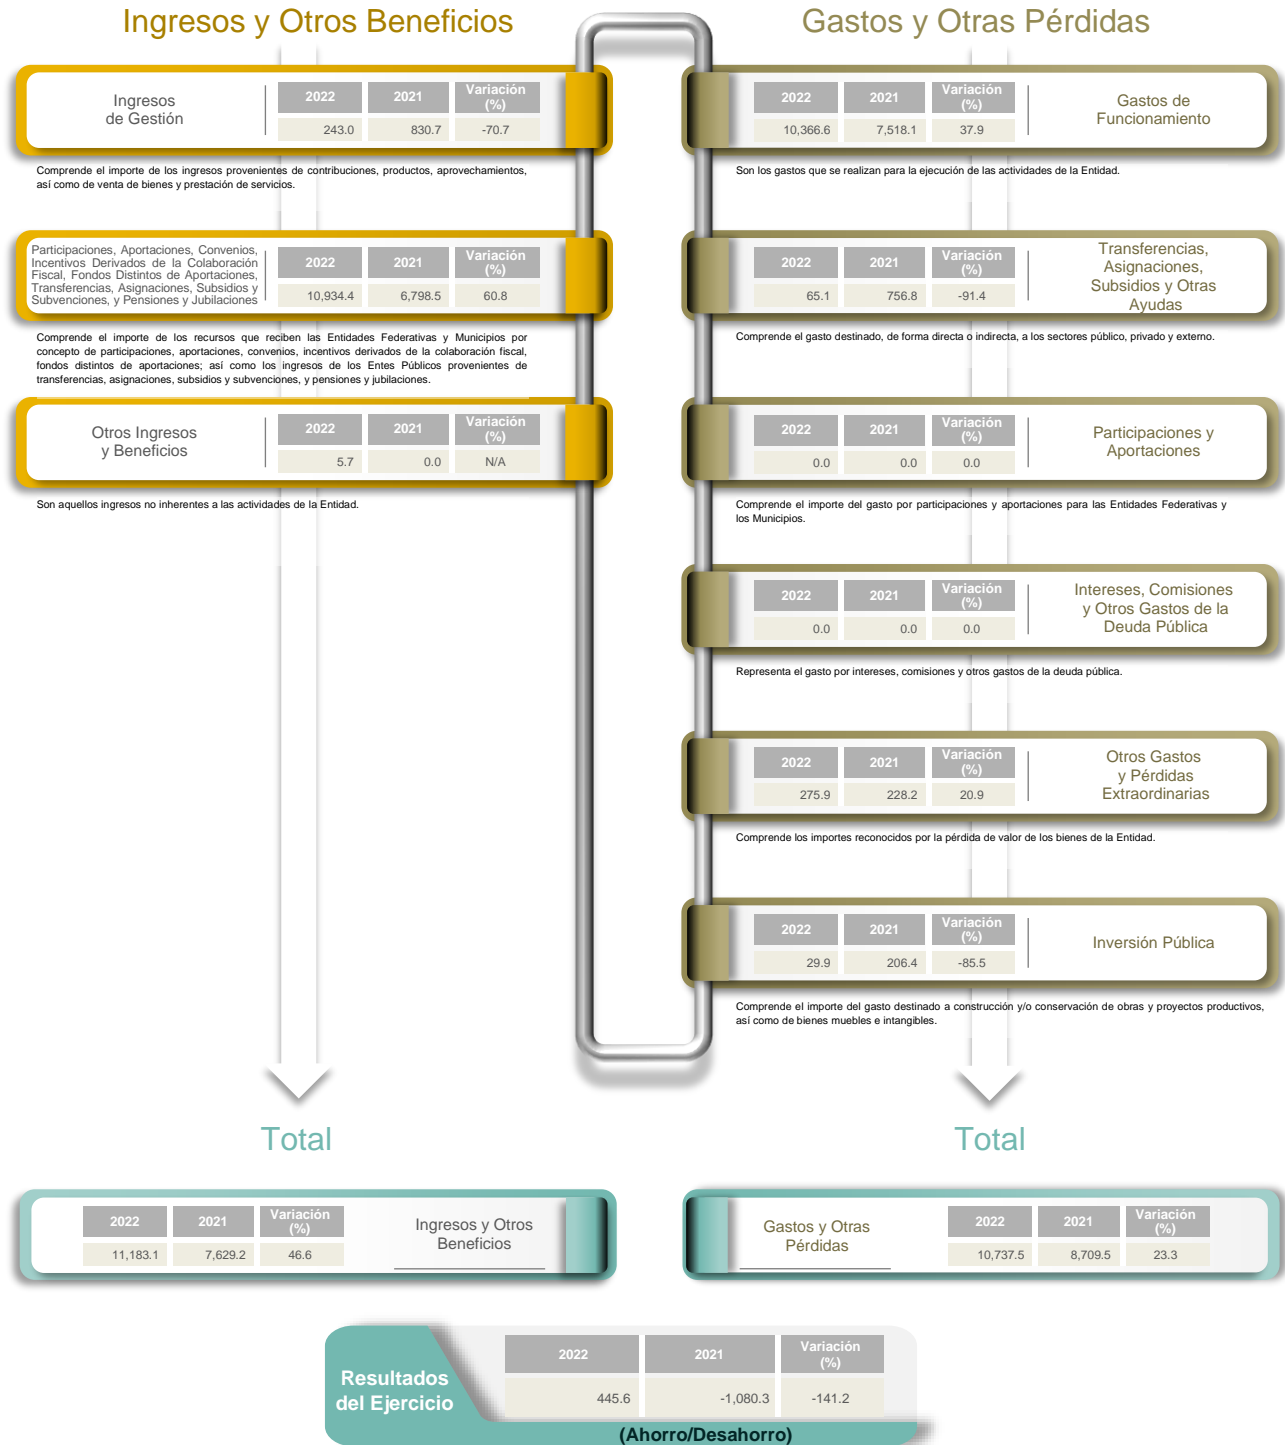 Ingresos y Otros Beneficios
Ingresos
de Gestión
2022 2021 Variación
(%)
243.0 830.7 -70.7
Comprende el importe de los ingresos provenientes de contribuciones, productos, aprovechamientos,
así como de venta de bienes y prestación de servicios.
Participaciones, Aportaciones, Convenios,
Incentivos Derivados de la Colaboración
Fiscal, Fondos Distintos de Aportaciones,
Transferencias, Asignaciones, Subsidios y
Subvenciones, y Pensiones y Jubilaciones
2022 2021 Variación
(%)
10,934.4 6,798.5 60.8
Comprende el importe de los recursos que reciben las Entidades Federativas y Municipios por
concepto de participaciones, aportaciones, convenios, incentivos derivados de la colaboración fiscal,
fondos distintos de aportaciones; así como los ingresos de los Entes Públicos provenientes de
transferencias, asignaciones, subsidios y subvenciones, y pensiones y jubilaciones.
Otros Ingresos
y Beneficios
2022 2021 Variación
(%)
5.7 0.0 N/A
Son aquellos ingresos no inherentes a las actividades de la Entidad.
Gastos y Otras Pérdidas
2022 2021 Variación
(%)
10,366.6 7,518.1 37.9
Gastos de
Funcionamiento
Son los gastos que se realizan para la ejecución de las actividades de la Entidad.
2022 2021 Variación
(%)
65.1 756.8 -91.4
Transferencias,
Asignaciones,
Subsidios y Otras
Ayudas
Comprende el gasto destinado, de forma directa o indirecta, a los sectores público, privado y externo.
2022 2021 Variación
(%)
0.0 0.0 0.0
Participaciones y
Aportaciones
Comprende el importe del gasto por participaciones y aportaciones para las Entidades Federativas y
los Municipios.
2022 2021 Variación
(%)
0.0 0.0 0.0
Intereses, Comisiones
y Otros Gastos de la
Deuda Pública
Representa el gasto por intereses, comisiones y otros gastos de la deuda pública.
2022 2021 Variación
(%)
275.9 228.2 20.9
Otros Gastos
y Pérdidas
Extraordinarias
Comprende los importes reconocidos por la pérdida de valor de los bienes de la Entidad.
2022 2021 Variación
(%)
29.9 206.4 -85.5
Inversión Pública
Comprende el importe del gasto destinado a construcción y/o conservación de obras y proyectos productivos,
así como de bienes muebles e intangibles.
Total
2022 2021 Variación
(%)
11,183.1 7,629.2 46.6
Ingresos y Otros
Beneficios
Total
Gastos y Otras
Pérdidas
2022 2021 Variación
(%)
10,737.5 8,709.5 23.3
Resultados
del Ejercicio
2022 2021 Variación
(%)
445.6 -1,080.3 -141.2
(Ahorro/Desahorro)